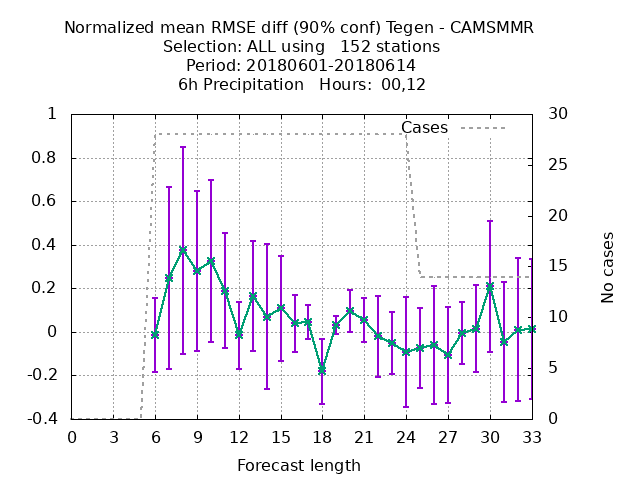 Normalized mean RMSE diff (90% conf) Tegen - CAMSMMR
Selection: ALL using   152 stations
Period: 20180601-20180614
6h Precipitation   Hours:  00,12
Cases
1
0.8
0.6
0.4
0.2
0
-0.2
-0.4
30
25
20
15
10
5
0
No cases
0 3 6 9 12 15 18 21 24 27 30 33
Forecast length